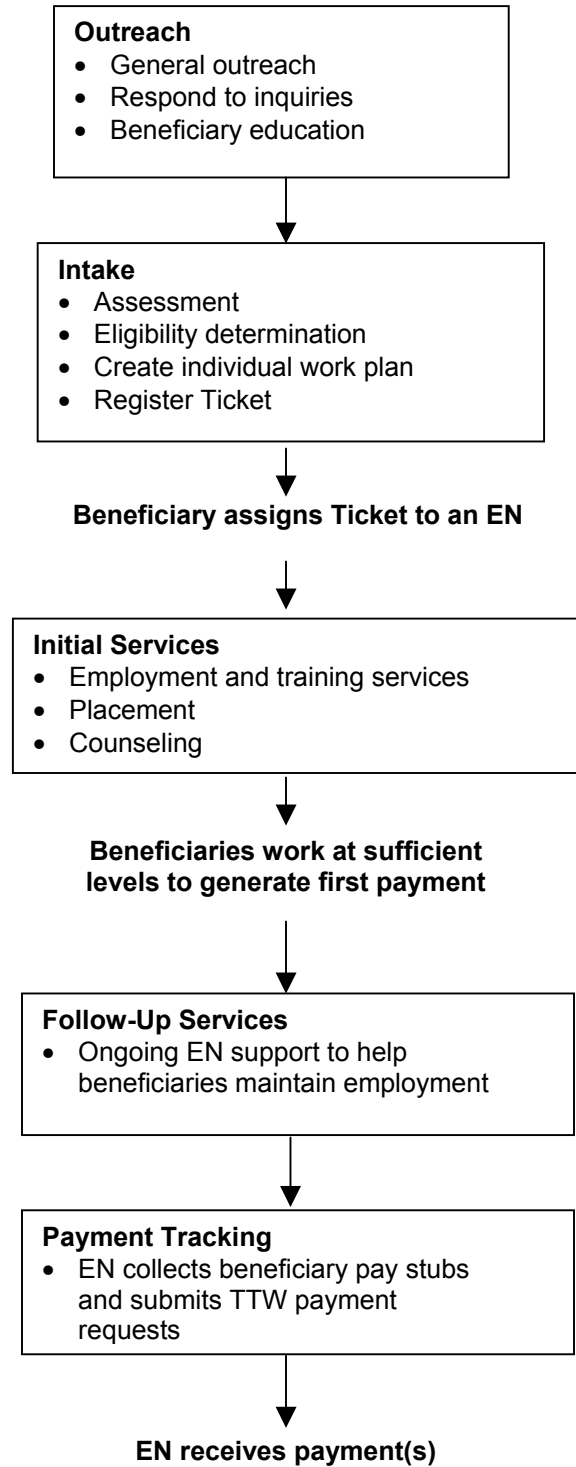 Outreach
• General outreach
• Respond to inquiries
• Beneficiary education
Intake
• Assessment
• Eligibility determination
• Create individual work plan
• Register Ticket
Beneficiary assigns Ticket to an EN
Initial Services
• Employment and training services
• Placement
• Counseling
Beneficiaries work at sufficient
levels to generate first payment
Follow-Up Services
• Ongoing EN support to help
beneficiaries maintain employment
Payment Tracking
• EN collects beneficiary pay stubs
and submits TTW payment
requests
EN receives payment(s)